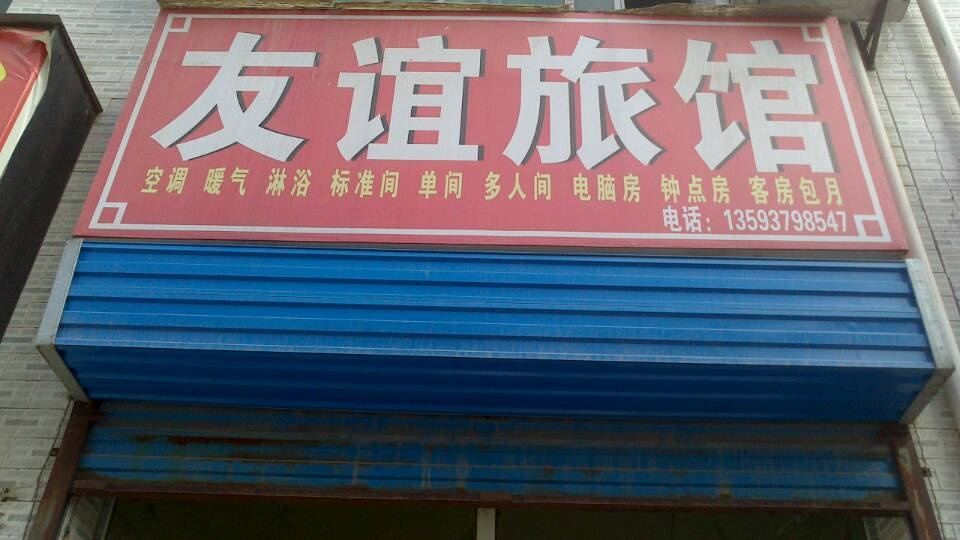 友谊旅馆
空调 暖气 淋浴 标准间 单间 多人间 电脑房 钟点房 客房包月
电话：13593798547